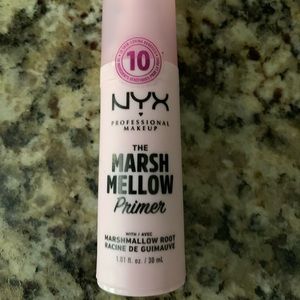 10
NYX
PROFESSIONAL
MAKEUP
THE
MARSH
MELLOW
Primer
WITH / AVEC
MARSHMALLOW ROOT
RACINE DE GUIMAUVE
1.01 fl. oz. / 30 mL